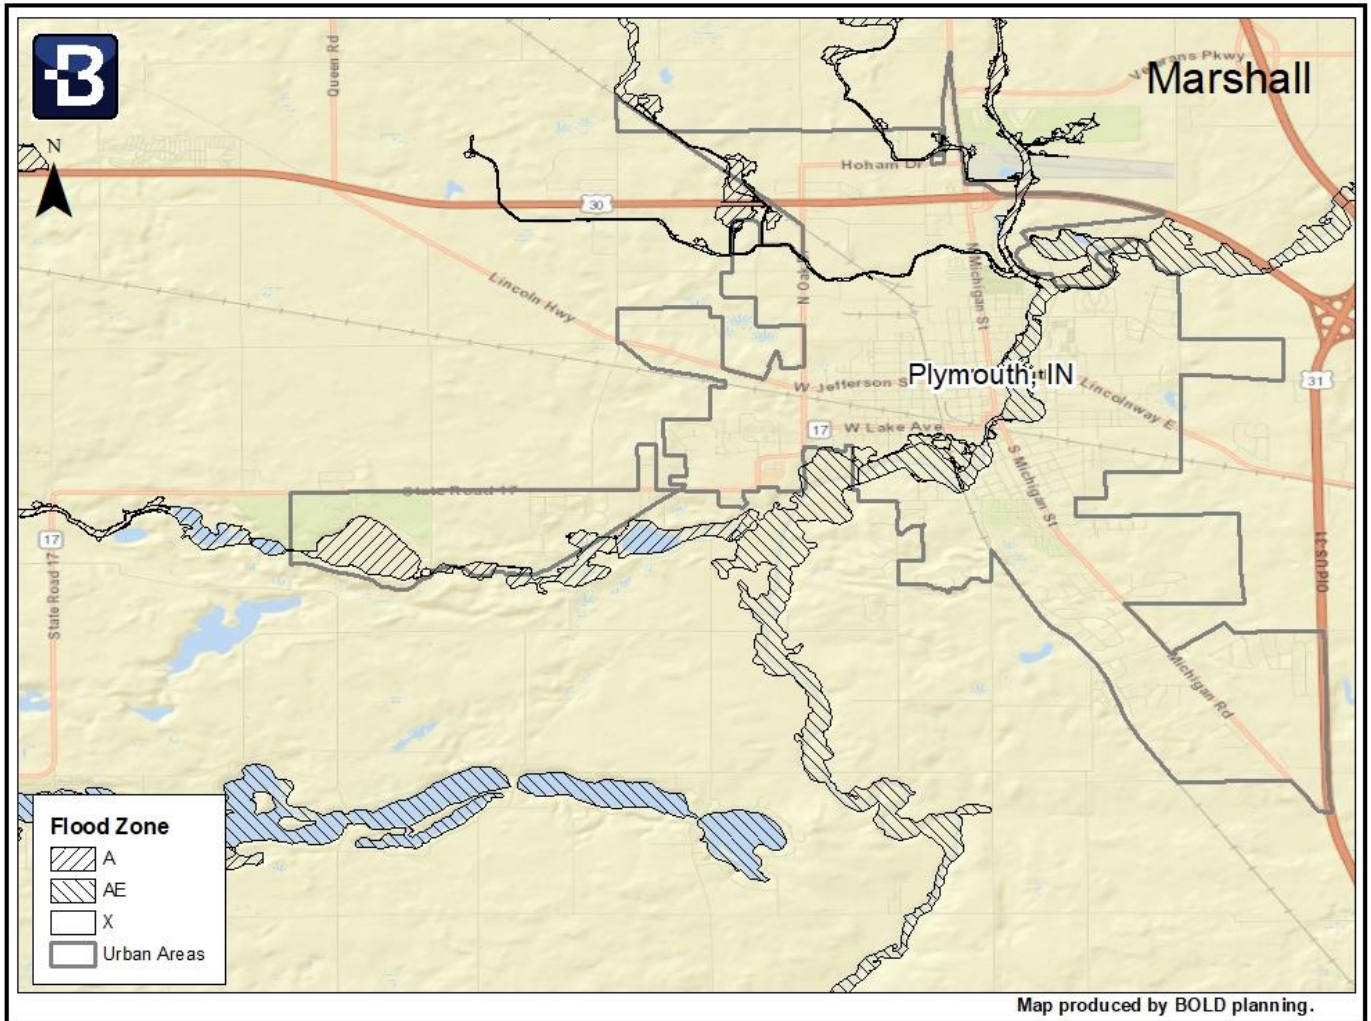 B
Queen Rd
Veterans Pkwy
Marshall
N
Hoham Dr
30
Lincoln Hwy
N Oak
N Michigan St
Plymouth, IN
W Jefferson S
Lincolnway E
31
17
W Lake Ave
S Michigan St
State Road 17
17
State Road 17
Old US-31
Michigan Rd
Flood Zone
A
AE
X
Urban Areas
Map produced by BOLD planning.